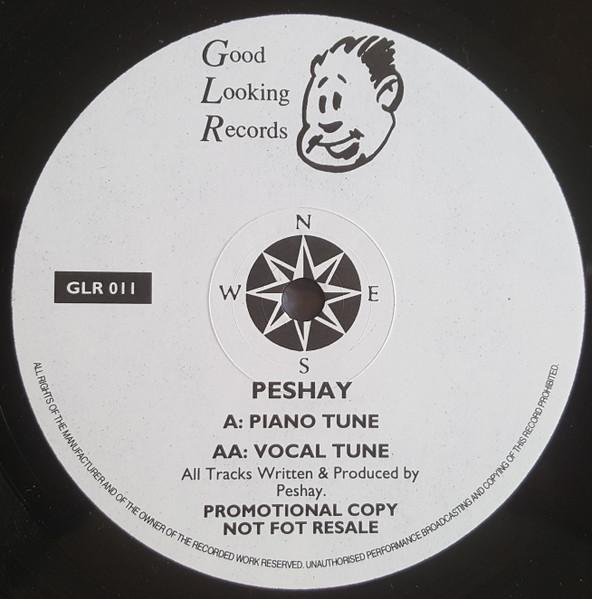 Good
Looking
Records
N
W
E
S
GLR 011
PESHAY
A: PIANO TUNE
AA: VOCAL TUNE
All Tracks Written & Produced by
Peshay.
PROMOTIONAL COPY
NOT FOT RESALE
ALL RIGHTS OF THE MANUFACTURER AND OF THE OWNER OF THE RECORDED WORK RESERVED. UNAUTHORISED PERFORMANCE BROADCASTING AND COPYING OF THIS RECORD PROHIBITED.